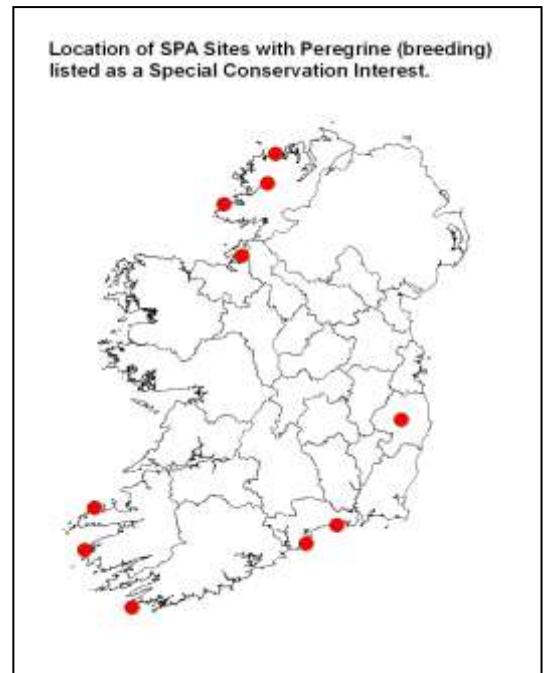 Location of SPA Sites with Peregrine (breeding)
listed as a Special Conservation Interest.